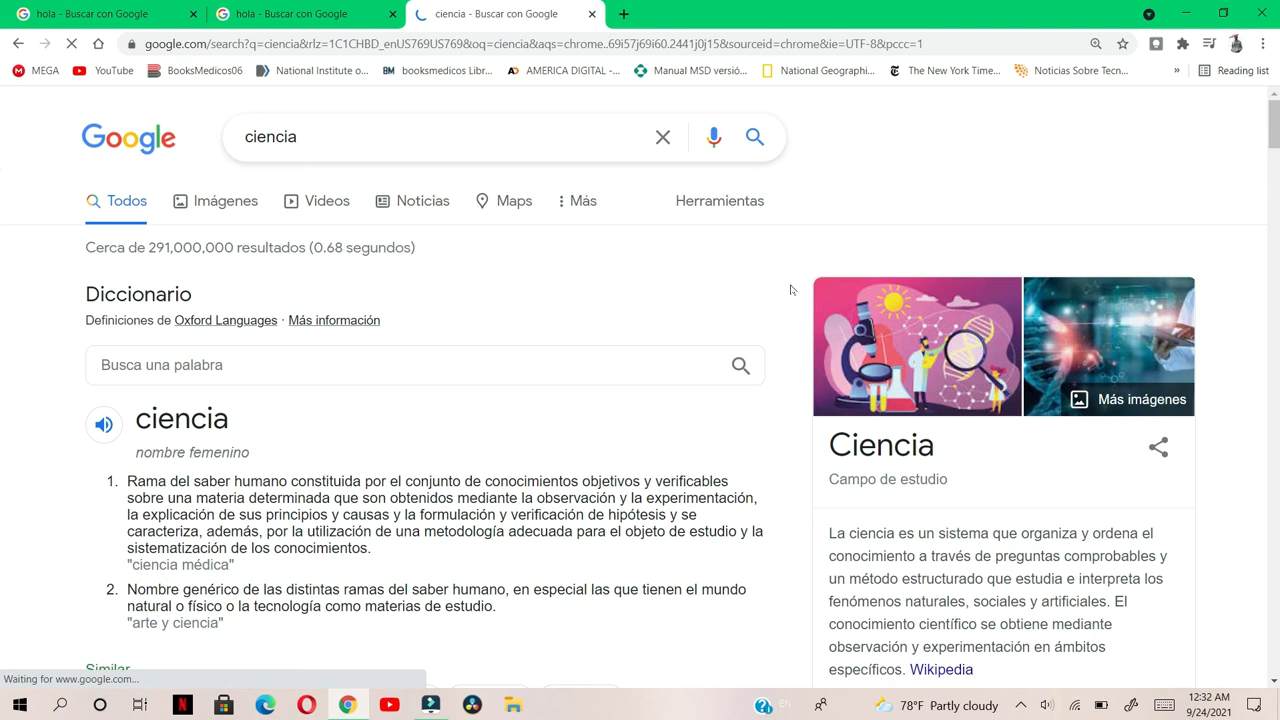 hola - Buscar con Google
hola - Buscar con Google
ciencia - Buscar con Google
google.com/search?q=ciencia&rlz=1C1CHBD_enUS769US769&oq=ciencia&aqs=chrome..69i57j69i60.2441j0j15&sourceid=chrome&ie=UTF-8&pccc=1
MEGA YouTube BooksMedicos06 National Institute o... booksmedicos Libr... AMERICA DIGITAL -... Manual MSD versió... National Geographi... The New York Time... Noticias Sobre Tecn... » Reading list
Google
ciencia
Todos Imágenes Videos Noticias Maps Más Herramientas
Cerca de 291,000,000 resultados (0.68 segundos)
Diccionario
Definiciones de Oxford Languages · Más información
Busca una palabra
ciencia
nombre femenino
1. Rama del saber humano constituida por el conjunto de conocimientos objetivos y verificables
sobre una materia determinada que son obtenidos mediante la observación y la experimentación,
la explicación de sus principios y causas y la formulación y verificación de hipótesis y se
caracteriza, además, por la utilización de una metodología adecuada para el objeto de estudio y la
sistematización de los conocimientos.
"ciencia médica"
2. Nombre genérico de las distintas ramas del saber humano, en especial las que tienen el mundo
natural o físico o la tecnología como materias de estudio.
"arte y ciencia"
Similar
Más imágenes
Ciencia
Campo de estudio
La ciencia es un sistema que organiza y ordena el
conocimiento a través de preguntas comprobables y
un método estructurado que estudia e interpreta los
fenómenos naturales, sociales y artificiales. El
conocimiento científico se obtiene mediante
observación y experimentación en ámbitos
específicos. Wikipedia
Waiting for www.google.com...
EN
78°F Partly cloudy
12:32 AM
9/24/2021